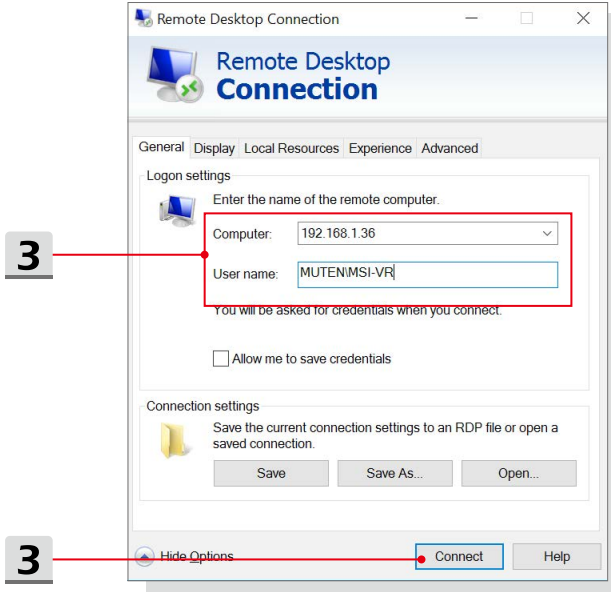 Remote Desktop Connection
Remote Desktop
Connection
General Display Local Resources Experience Advanced
Logon settings
Enter the name of the remote computer.
Computer: 192.168.1.36
3
User name: MUTEN\MSI-VR
You will be asked for credentials when you connect.
Allow me to save credentials
Connection settings
Save the current connection settings to an RDP file or open a
saved connection.
Save Save As... Open...
3 Hide Options Connect Help